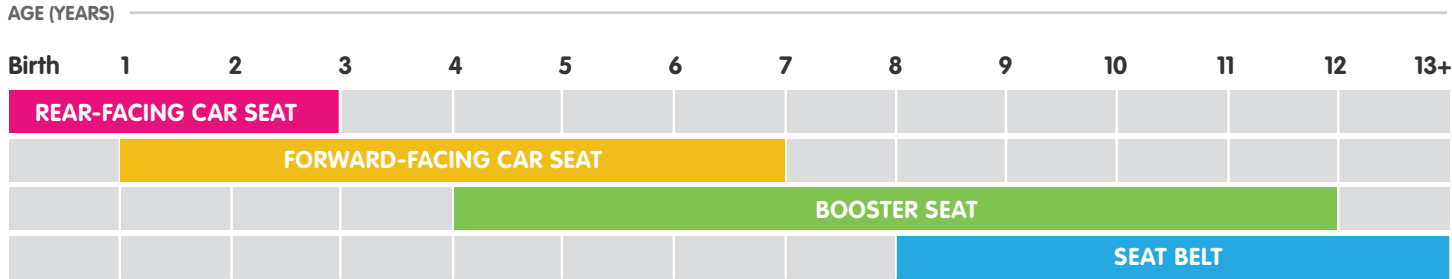 AGE (YEARS)
Birth 1 2 3 4 5 6 7 8 9 10 11 12 13+
REAR-FACING CAR SEAT
FORWARD-FACING CAR SEAT
BOOSTER SEAT
SEAT BELT